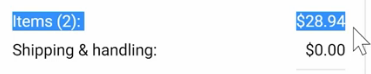 Items (2): $28.94
Shipping & handling: $0.00